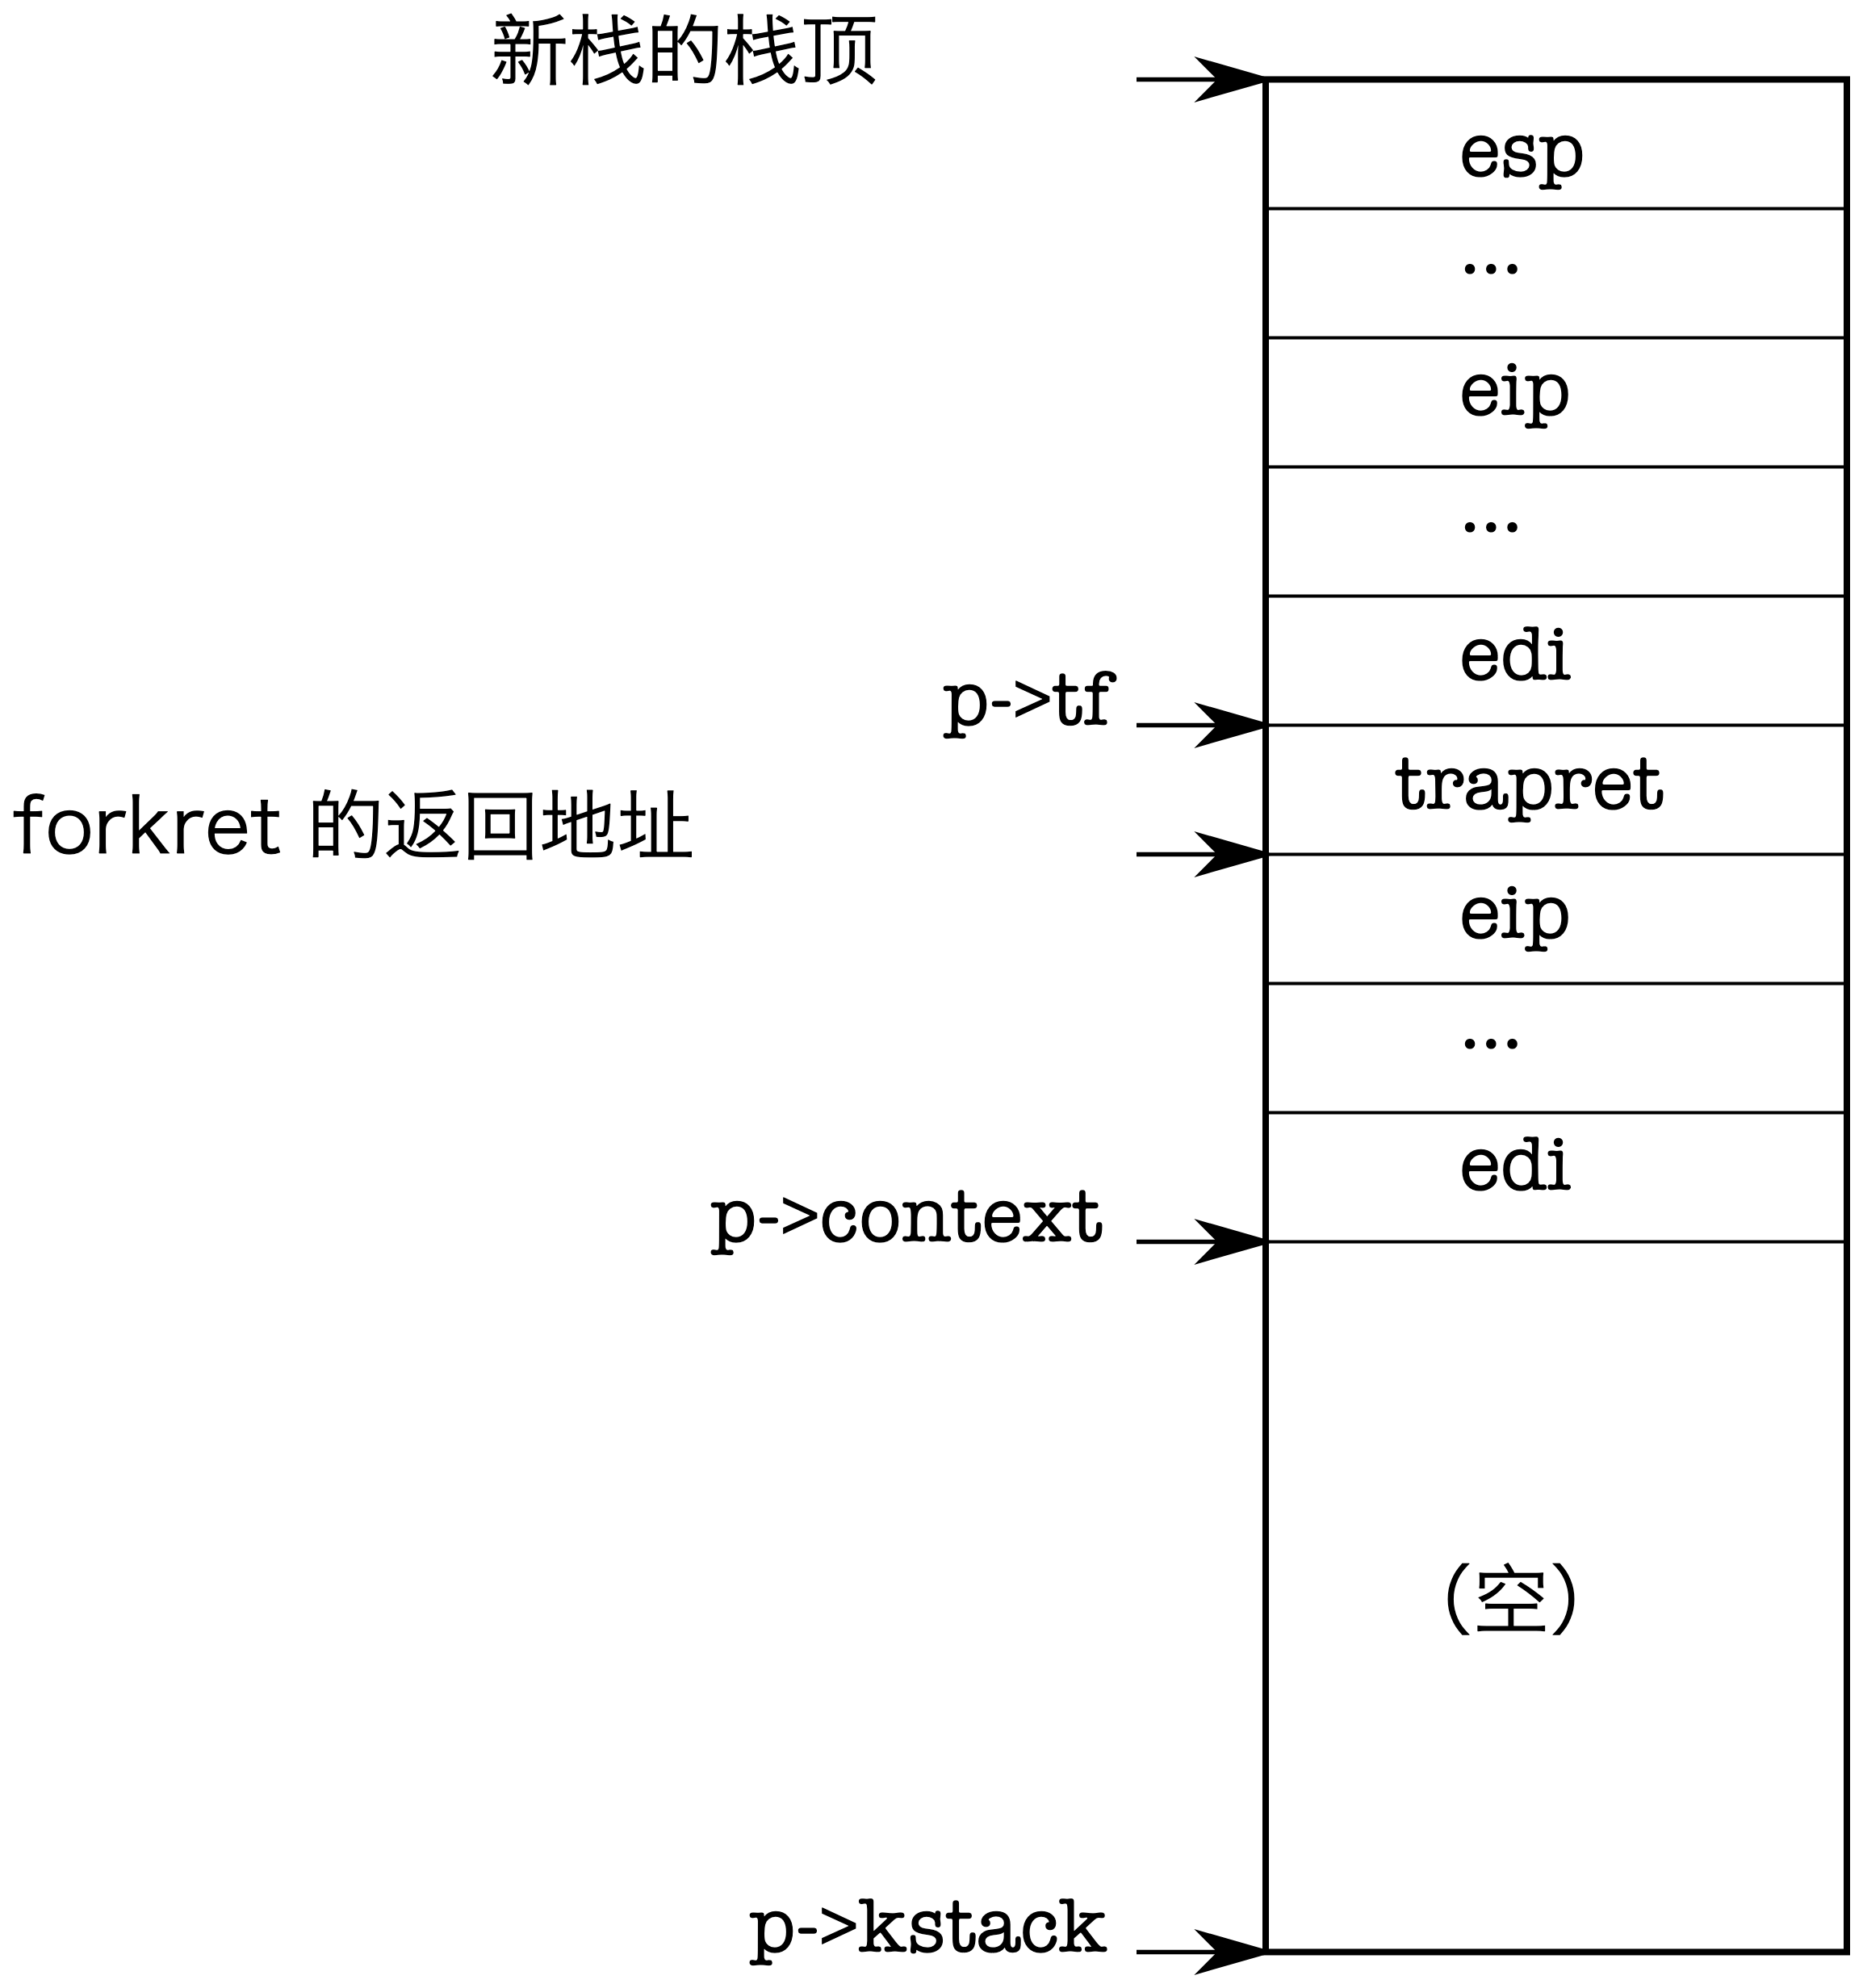 新栈的栈顶
esp
...
eip
...
edi
p->tf
trapret
forkret 的返回地址
eip
...
edi
p->context
(空)
p->kstack